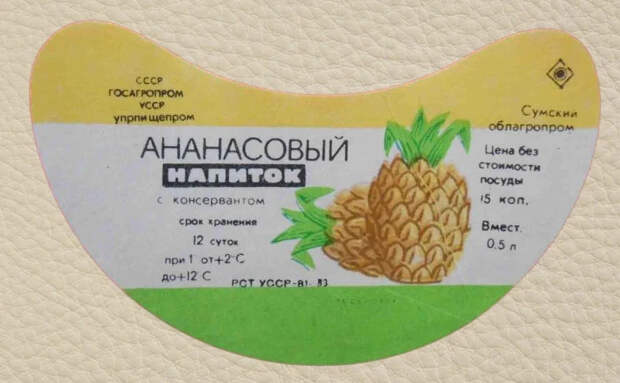 СССР
ГОСАГРОПРОМ
УССР
упрпищепром
АНАНАСОВЫЙ
НАПИТОК
с консервантом
срок хранения
12 суток
при t от+2°С
до+12 С
РСТ УССР-81- 83
Сумский
облагропром
Цена без
стоимости
посуды
15 коп.
Вмест.
0.5 л